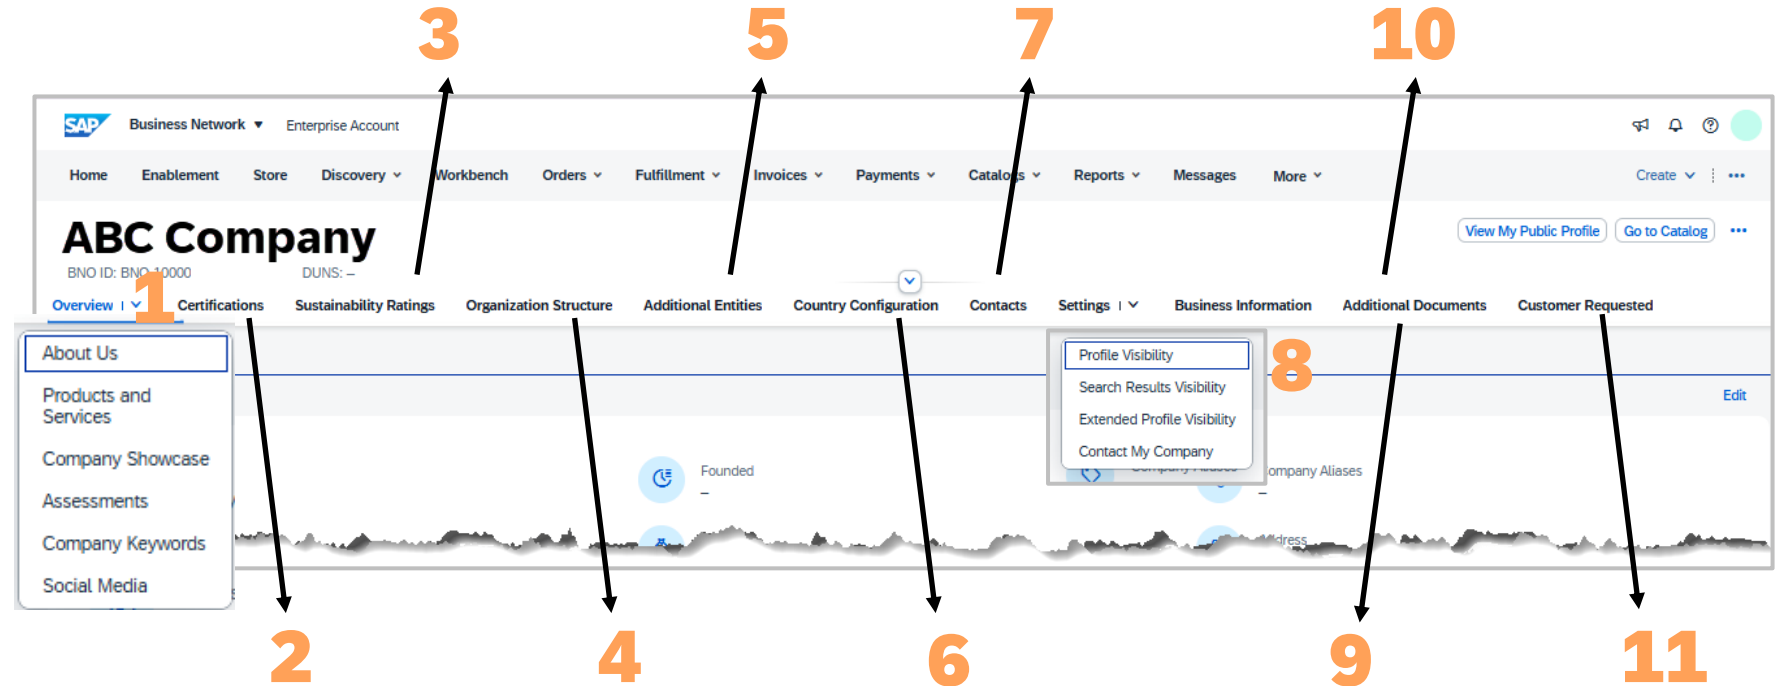 3 5 7 10
SAP Business Network Enterprise Account
Home Enablement Store Discovery Workbench Orders Fulfillment Invoices Payments Catalogs Reports Messages More Create
ABC Company
View My Public Profile Go to Catalog
BNO ID: BNO-10000 DUNS: –
1
Overview Certifications Sustainability Ratings Organization Structure Additional Entities Country Configuration Contacts Settings Business Information Additional Documents Customer Requested
About Us
Products and
Services
Company Showcase
Assessments
Company Keywords
Social Media
Profile Visibility
Search Results Visibility
Extended Profile Visibility
Contact My Company
8
Edit
Founded
–
Company Aliases
–
2 4 6 9 11